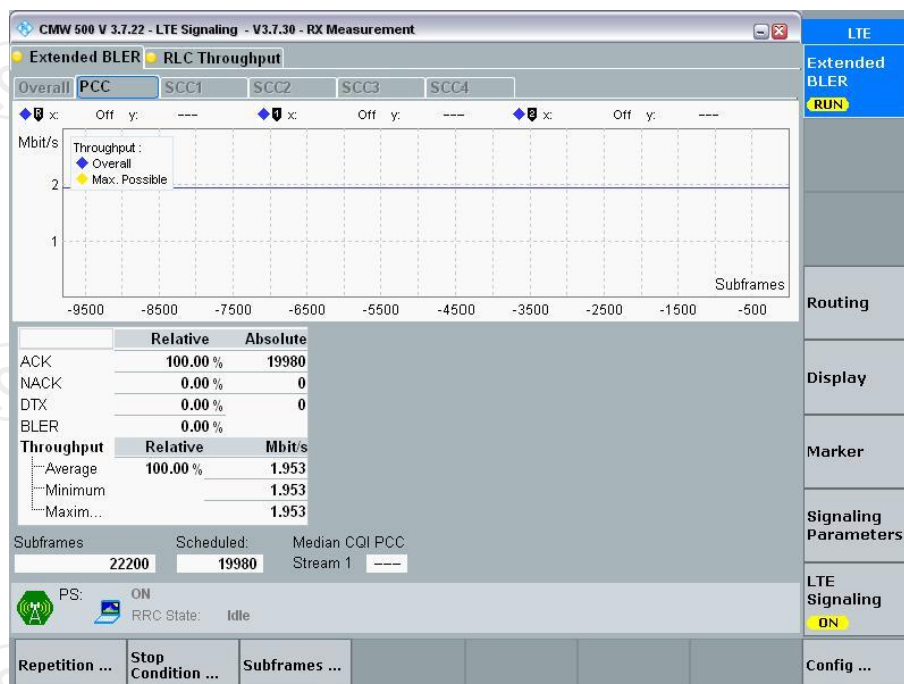 CMW 500 V 3.7.22 - LTE Signaling - V3.7.30 - RX Measurement
Extended BLER RLC Throughput
Overall PCC SCC1 SCC2 SCC3 SCC4
R x: Off y: --- 1 x: Off y: --- 2 x: Off y: ---
Mbit/s
Throughput :
Overall
Max. Possible
2
1
Subframes
-9500 -8500 -7500 -6500 -5500 -4500 -3500 -2500 -1500 -500
Relative Absolute
ACK 100.00 % 19980
NACK 0.00 % 0
DTX 0.00 % 0
BLER 0.00 %
Throughput Relative Mbit/s
Average 100.00 % 1.953
Minimum 1.953
Maxim... 1.953
Subframes Scheduled: Median CQI PCC
22200 19980 Stream 1 ---
PS: ON
RRC State: Idle
Repetition ... Stop Condition ... Subframes ... Config ...
LTE
Extended
BLER
RUN
Routing
Display
Marker
Signaling
Parameters
LTE
Signaling
ON